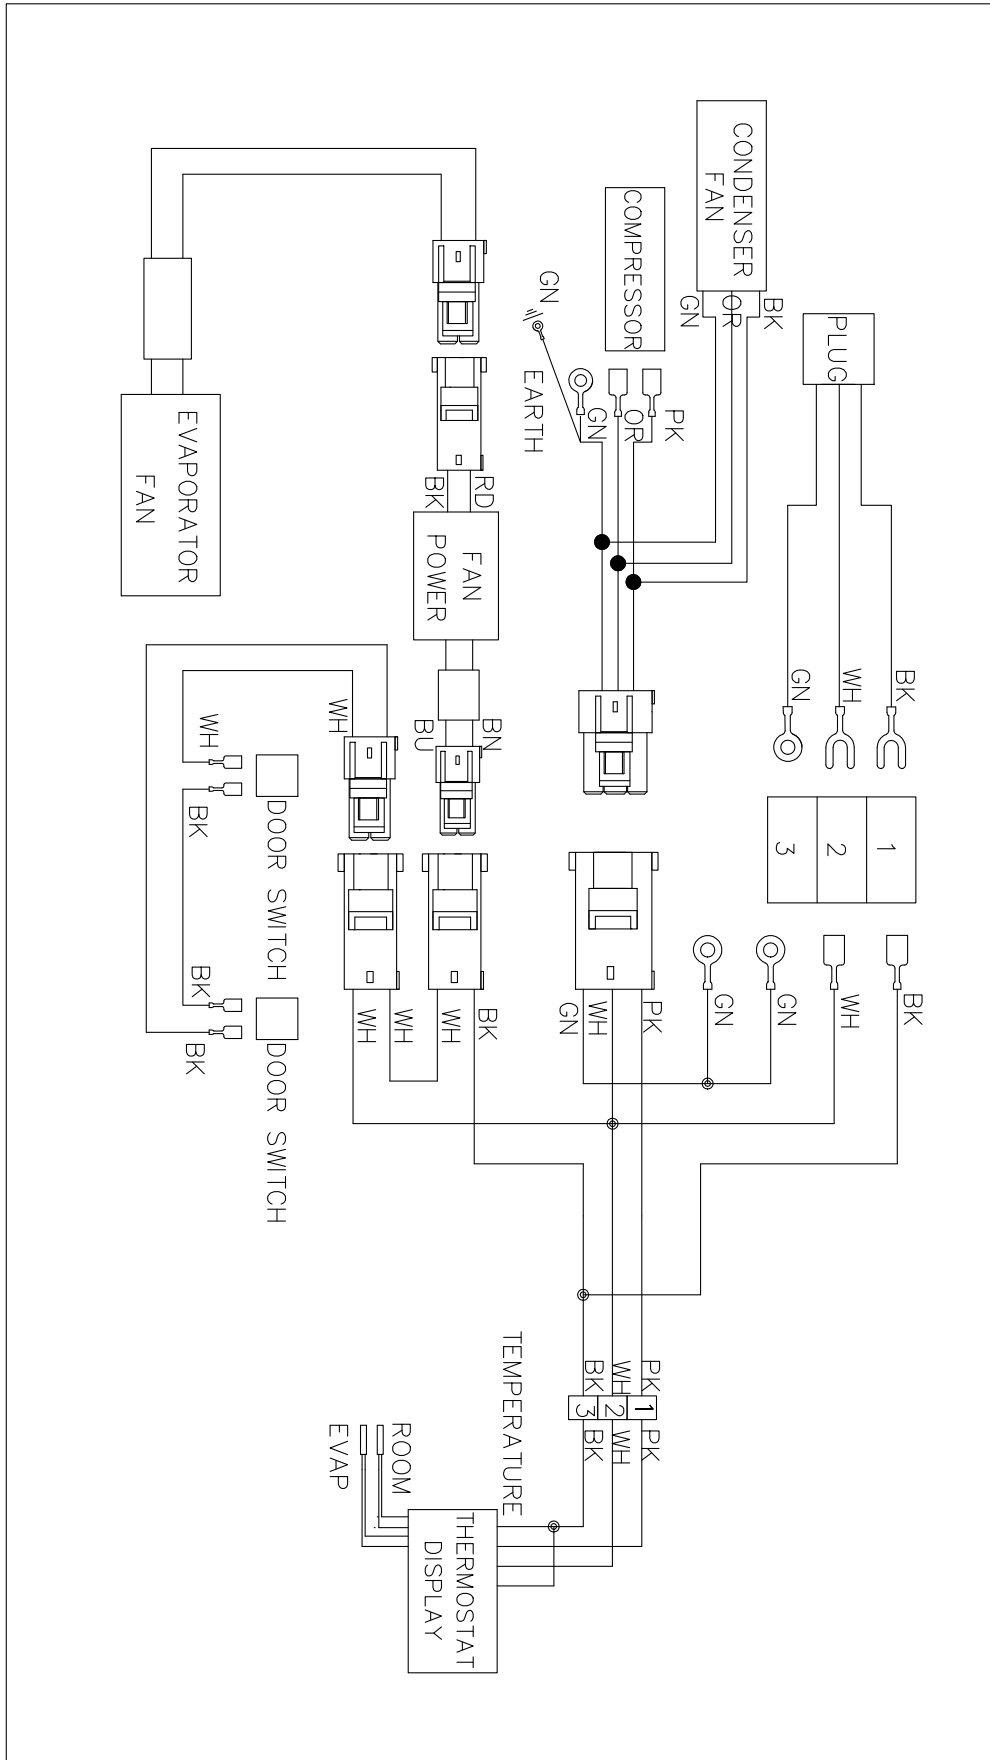 CONDENSER
FAN
BK
OR
GN
PLUG
BK
WH
GN
1
2
3
BK
WH
GN
GN
COMPRESSOR
PK
OR
GN
GN
EARTH
PK
WH
GN
RD
BK
FAN
POWER
BN
BU
BK
WH
WH
WH
WH
WH
BK
BK
BK
DOOR SWITCH
DOOR SWITCH
EVAPORATOR
FAN
PK
WH
BK
1
2
3
PK
WH
BK
TEMPERATURE
ROOM
EVAP
THERMOSTAT
DISPLAY